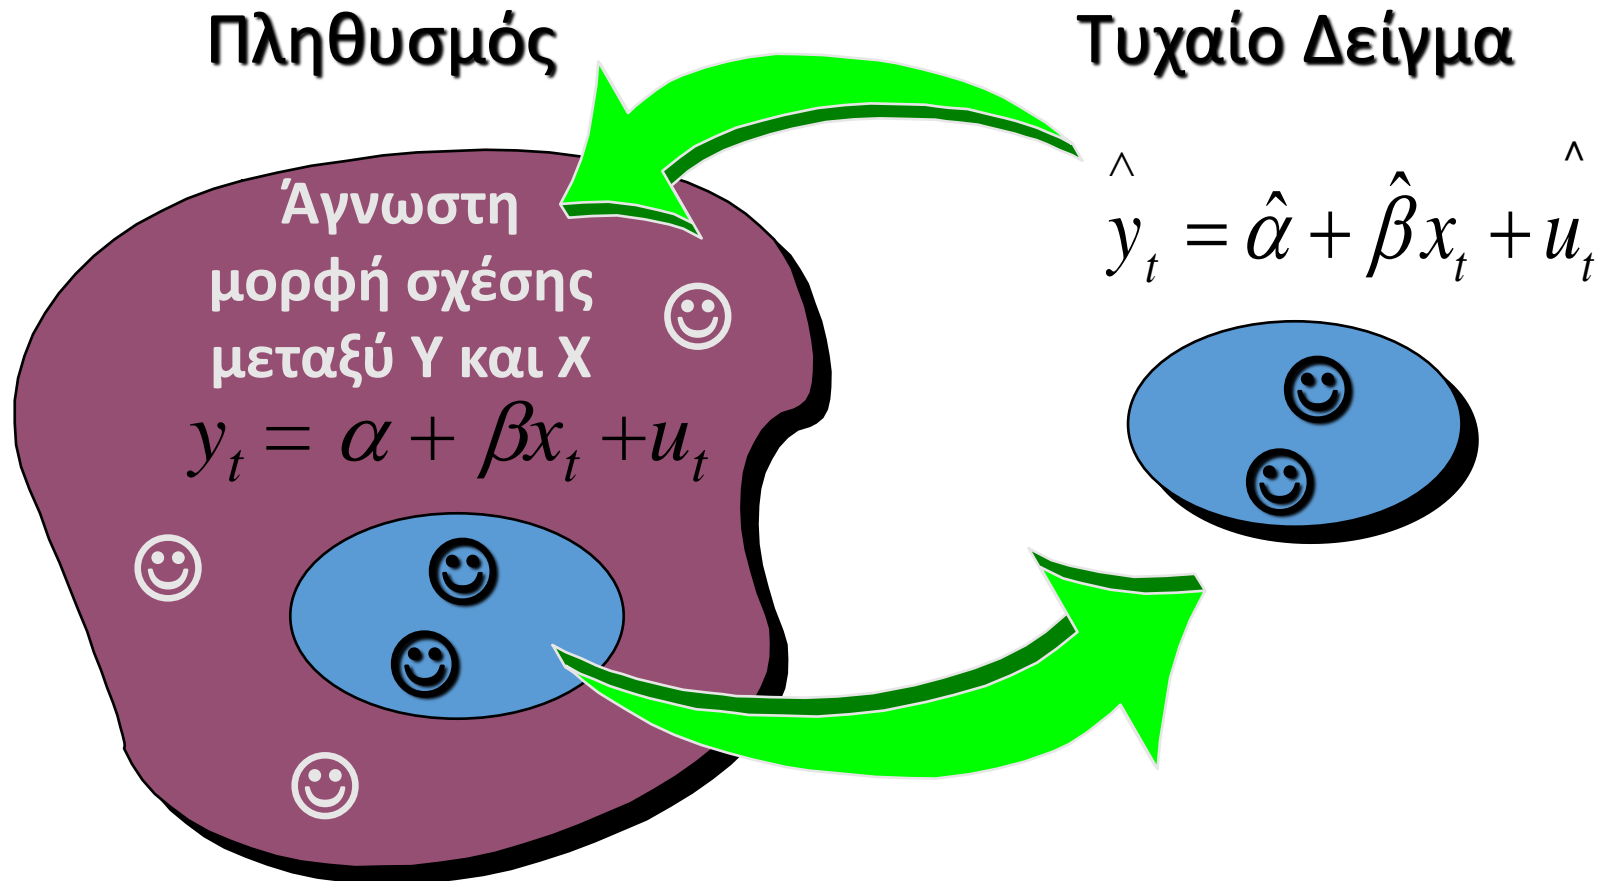 Πληθυσμός
Τυχαίο Δείγμα
Άγνωστη
μορφή σχέσης
μεταξύ Υ και Χ
y_t = α + βx_t + u_t
ŷ_t = α̂ + β̂x_t + û_t